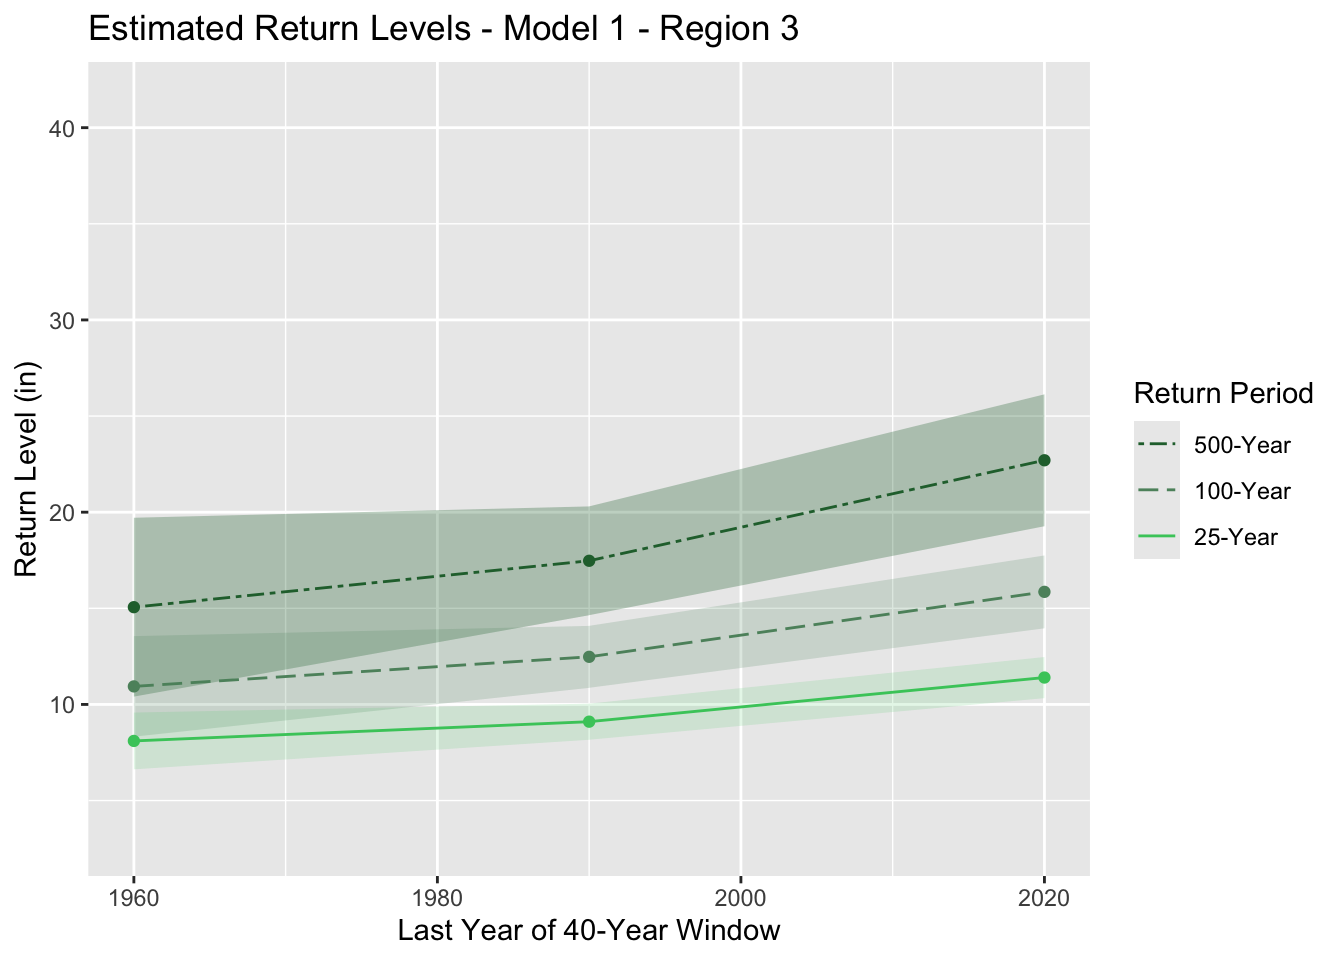 Estimated Return Levels - Model 1 - Region 3
Return Level (in)
40
30
20
10
1960
1980
2000
2020
Last Year of 40-Year Window
Return Period
500-Year
100-Year
25-Year